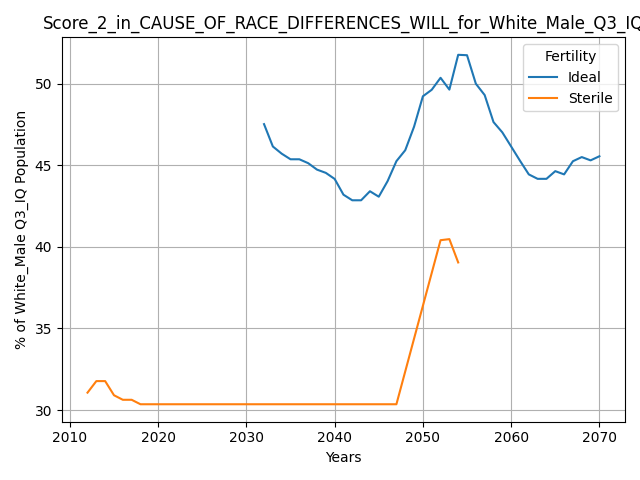 Score_2_in_CAUSE_OF_RACE_DIFFERENCES_WILL_for_White_Male_Q3_IQ
% of White_Male Q3_IQ Population
50
45
40
35
30
Fertility
Ideal
Sterile
2010 2020 2030 2040 2050 2060 2070
Years